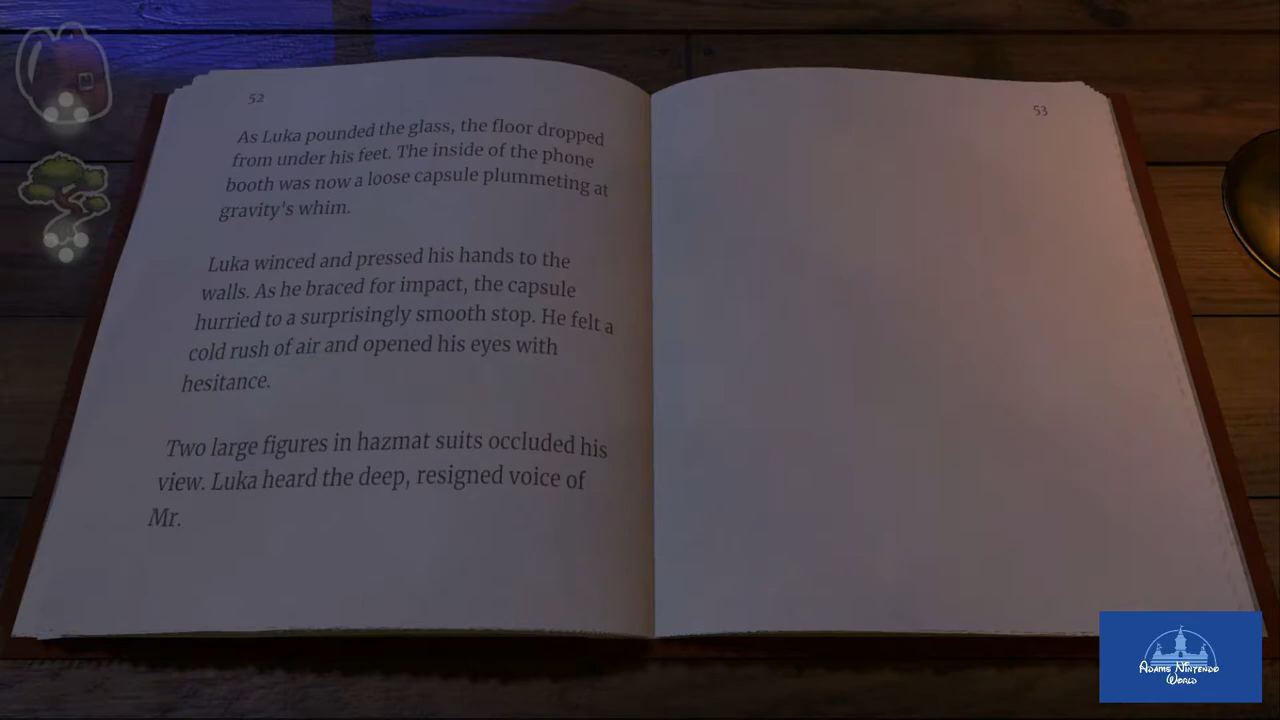 52
As Luka pounded the glass, the floor dropped
from under his feet. The inside of the phone
booth was now a loose capsule plummeting at
gravity's whim.
Luka winced and pressed his hands to the
walls. As he braced for impact, the capsule
hurried to a surprisingly smooth stop. He felt a
cold rush of air and opened his eyes with
hesitance.
Two large figures in hazmat suits occluded his
view. Luka heard the deep, resigned voice of
Mr.
53
Adams Nintendo
World